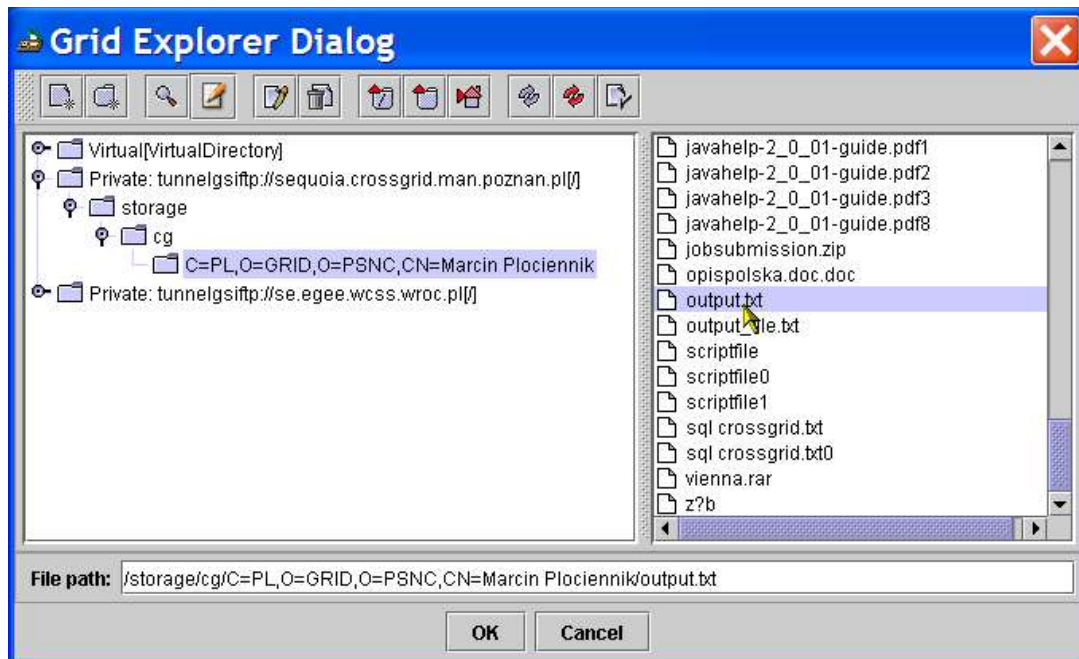 Grid Explorer Dialog
Virtual[VirtualDirectory]
Private: tunnelgsiftp://sequoia.crossgrid.man.poznan.pl[/]
storage
cg
C=PL,O=GRID,O=PSNC,CN=Marcin Plociennik
Private: tunnelgsiftp://se.egee.wcss.wroc.pl[/]
javahelp-2_0_01-guide.pdf1
javahelp-2_0_01-guide.pdf2
javahelp-2_0_01-guide.pdf3
javahelp-2_0_01-guide.pdf8
jobsubmission.zip
opispolska.doc.doc
output.txt
output_file.txt
scriptfile
scriptfile0
scriptfile1
sql crossgrid.txt
sql crossgrid.txt0
vienna.rar
z?b
File path: /storage/cg/C=PL,O=GRID,O=PSNC,CN=Marcin Plociennik/output.txt
OK Cancel